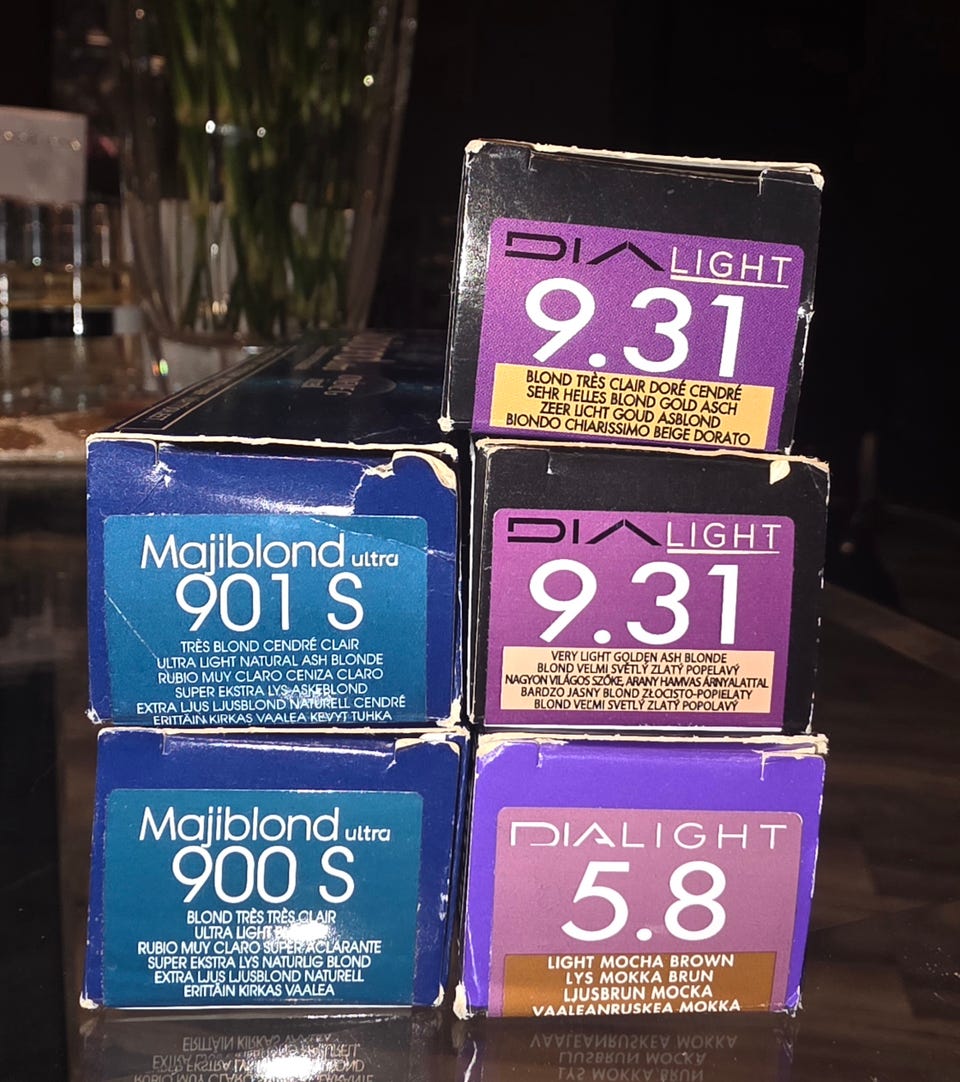 DIA LIGHT
9.31
BLOND TRÈS CLAIR DORÉ CENDRÉ
SEHR HELLES BLOND GOLD ASCH
ZEER LICHT GOUD ASBLOND
BIONDO CHIARISSIMO BEIGE DORATO
Majiblond ultra
901 S
TRÈS BLOND CENDRÉ CLAIR
ULTRA LIGHT NATURAL ASH BLONDE
RUBIO MUY CLARO CENIZA CLARO
SUPER EKSTRA LYS ASKEBLOND
EXTRA LJUS LJUSBLOND NATURELL CENDRÉ
ERITTÄIN KIRKAS VAALEA KEVYT TUHKA
DIA LIGHT
9.31
VERY LIGHT GOLDEN ASH BLONDE
BLOND VELMI SVĚTLÝ ZLATÝ POPELAVÝ
NAGYON VILÁGOS SZŐKE, ARANY HAMVAS ÁRNYALATTAL
BARDZO JASNY BLOND ZŁOCISTO-POPIELATY
BLOND VEĽMI SVETLÝ ZLATÝ POPOLAVÝ
Majiblond ultra
900 S
BLOND TRÈS TRÈS CLAIR
ULTRA LIGHT
RUBIO MUY CLARO SUPER ACLARANTE
SUPER EKSTRA LYS NATURLIG BLOND
EXTRA LJUS LJUSBLOND NATURELL
ERITTÄIN KIRKAS VAALEA
DIALIGHT
5.8
LIGHT MOCHA BROWN
LYS MOKKA BRUN
LJUSBRUN MOCKA
VAALEANRUSKEA MOKKA